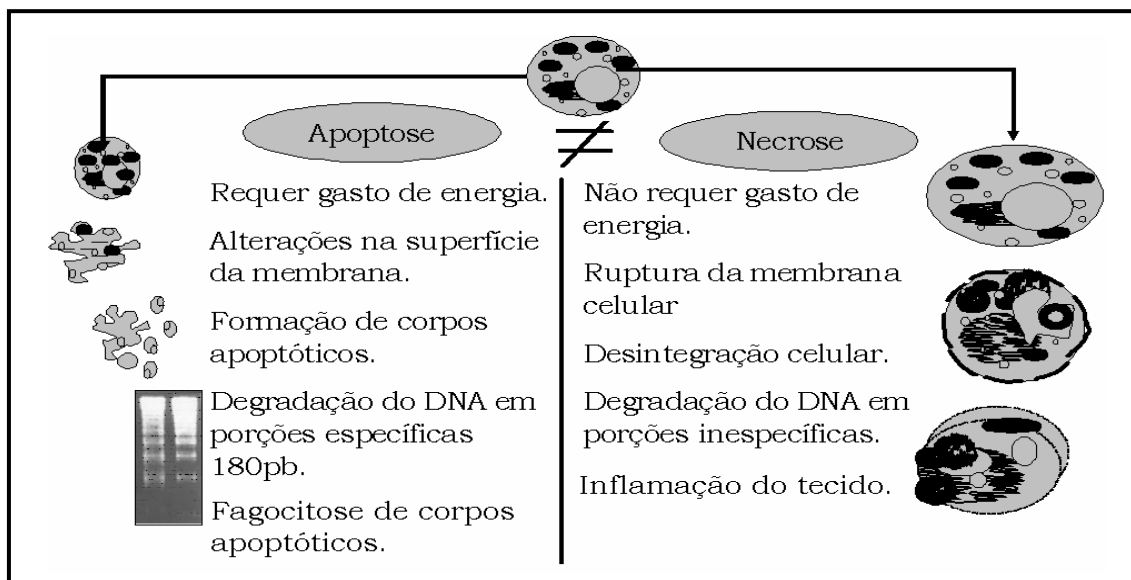 Apoptose
Requer gasto de energia.
Alterações na superfície
da membrana.
Formação de corpos
apoptóticos.
Degradação do DNA em
porções específicas
180pb.
Fagocitose de corpos
apoptóticos.
Necrose
Não requer gasto de
energia.
Ruptura da membrana
celular
Desintegração celular.
Degradação do DNA em
porções inespecíficas.
Inflamação do tecido.